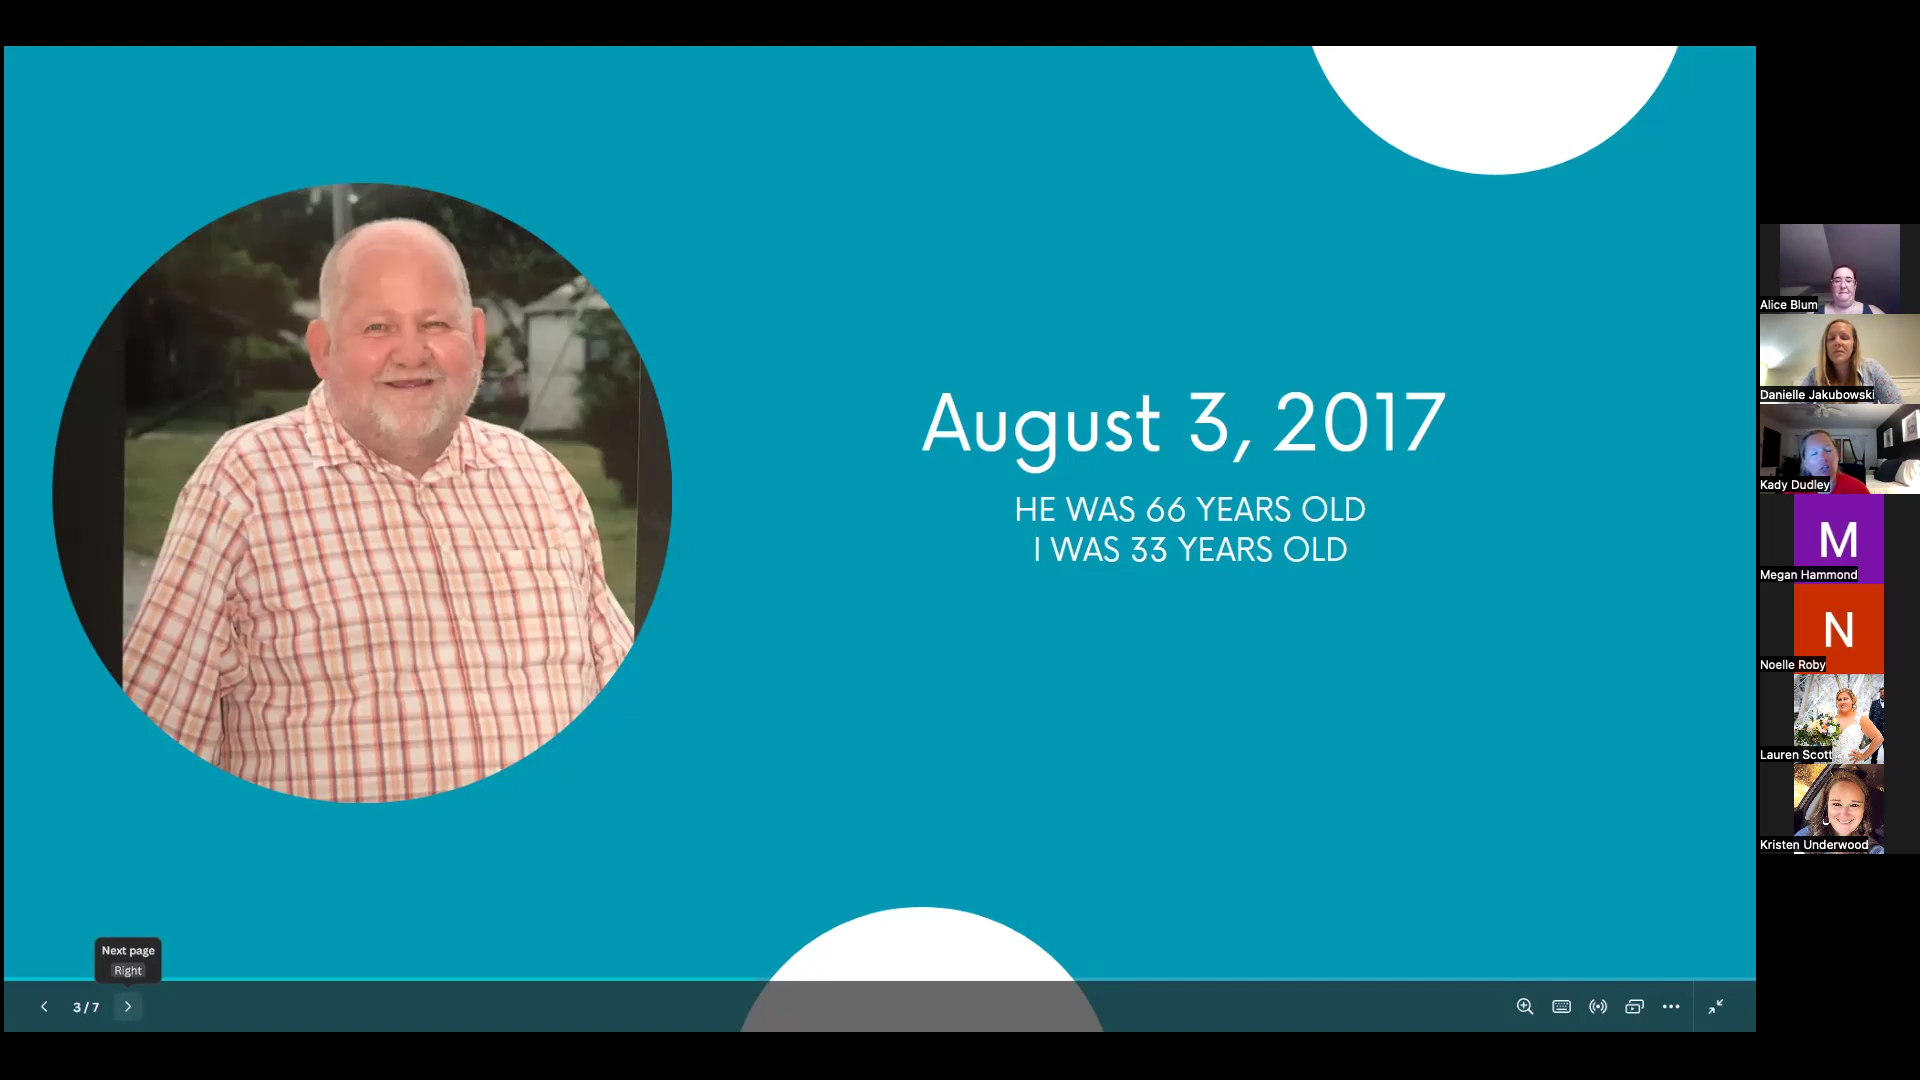 August 3, 2017
HE WAS 66 YEARS OLD
I WAS 33 YEARS OLD
Alice Blum
Danielle Jakubowski
Kady Dudley
M
Megan Hammond
N
Noelle Roby
Lauren Scott
Kristen Underwood
Next page
Right
3 / 7